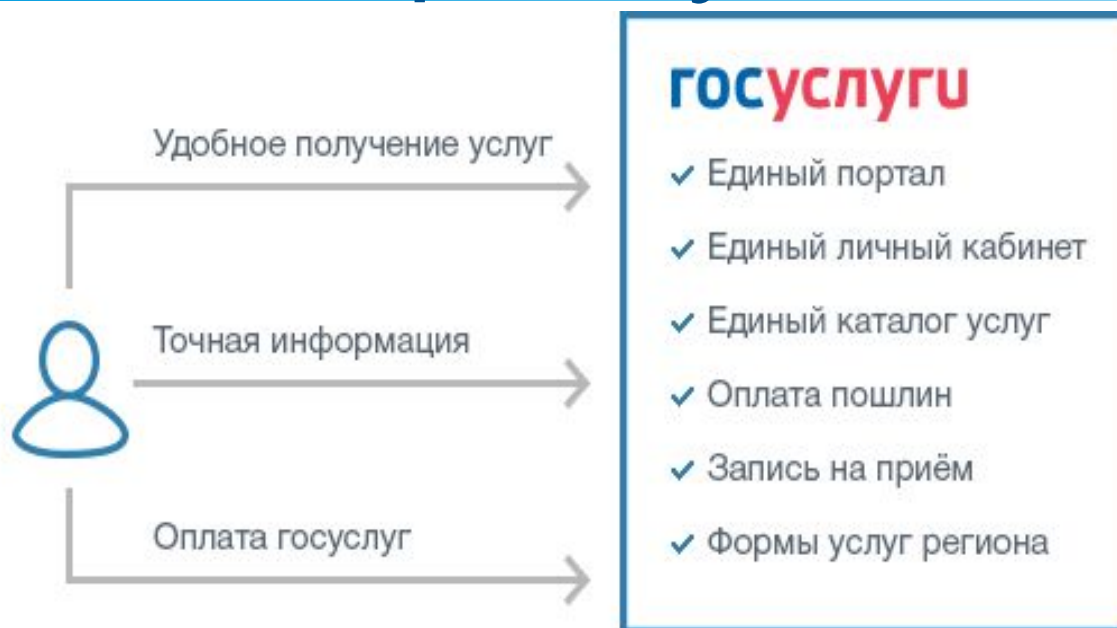 Удобное получение услуг
Точная информация
Оплата госуслуг
госуслуги
Единый портал
Единый личный кабинет
Единый каталог услуг
Оплата пошлин
Запись на приём
Формы услуг региона